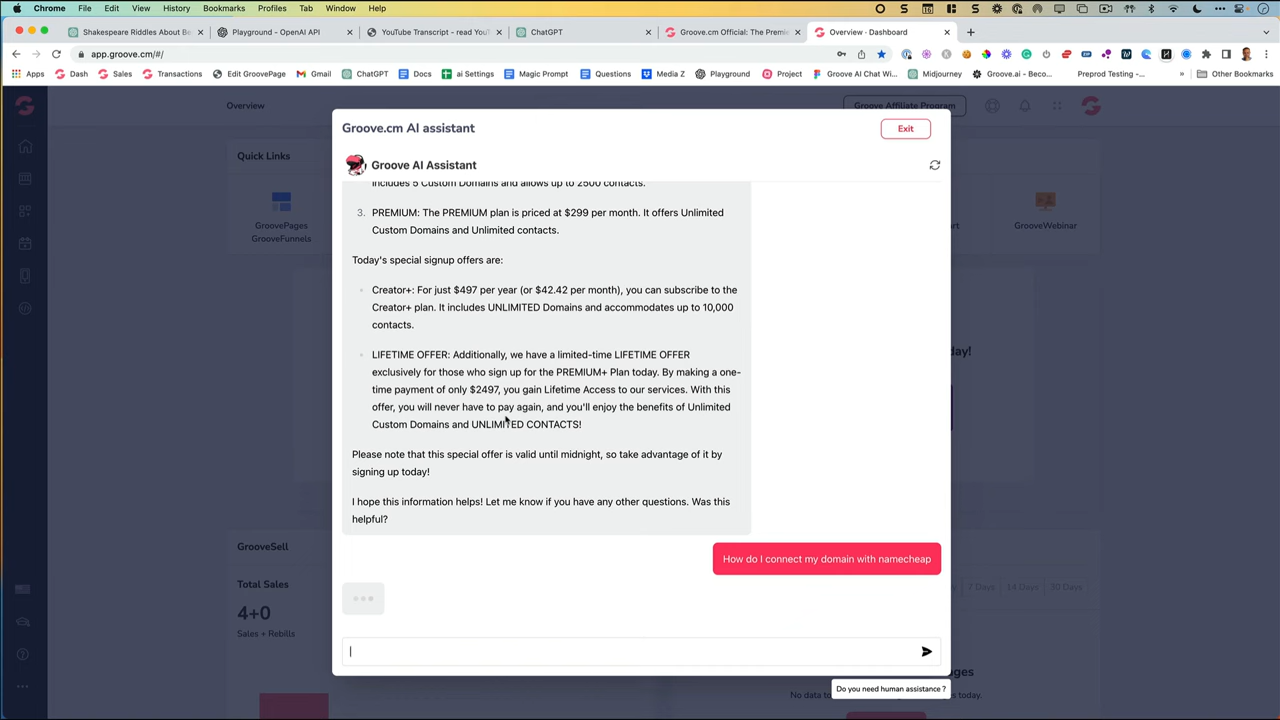 Chrome File Edit View History Bookmarks Profiles Tab Window Help
Shakespeare Riddles About Be
Playground - OpenAI API
YouTube Transcript - read You
ChatGPT
Groove.cm Official: The Premie
Overview - Dashboard
app.groove.cm/#/
Apps Dash Sales Transactions Edit GroovePage Gmail ChatGPT Docs ai Settings Magic Prompt Questions Media Z Playground Project Groove AI Chat Wi... Midjourney Groove.ai - Beco... Preprod Testing -... » Other Bookmarks
Overview
Groove Affiliate Program
Quick Links
GroovePages
GrooveFunnels
GrooveWebinar
Groove.cm AI assistant
Exit
Groove AI Assistant
includes 5 Custom Domains and allows up to 2500 contacts.
3. PREMIUM: The PREMIUM plan is priced at $299 per month. It offers Unlimited
Custom Domains and Unlimited contacts.
Today's special signup offers are:
Creator+: For just $497 per year (or $42.42 per month), you can subscribe to the
Creator+ plan. It includes UNLIMITED Domains and accommodates up to 10,000
contacts.
LIFETIME OFFER: Additionally, we have a limited-time LIFETIME OFFER
exclusively for those who sign up for the PREMIUM+ Plan today. By making a one-
time payment of only $2497, you gain Lifetime Access to our services. With this
offer, you will never have to pay again, and you'll enjoy the benefits of Unlimited
Custom Domains and UNLIMITED CONTACTS!
Please note that this special offer is valid until midnight, so take advantage of it by
signing up today!
I hope this information helps! Let me know if you have any other questions. Was this
helpful?
How do I connect my domain with namecheap
GrooveSell
Total Sales
4+0
Sales + Rebills
7 Days 14 Days 30 Days
Do you need human assistance ?
No data to
s today.